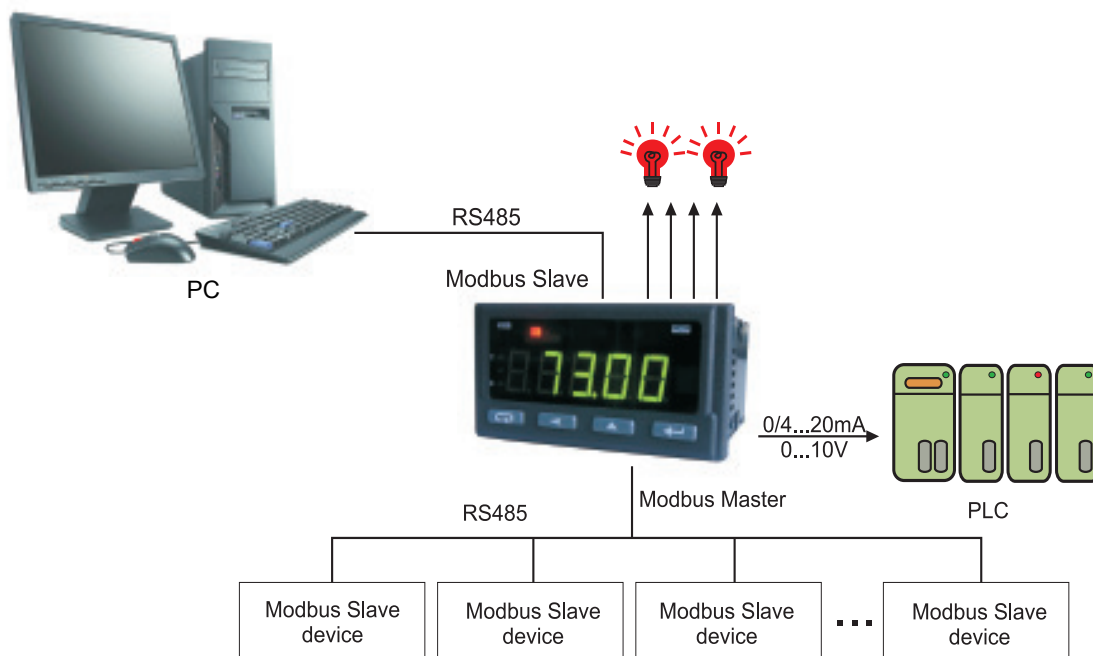 RS485
PC
Modbus Slave
73.00
0/4...20mA
0...10V
PLC
Modbus Master
RS485
Modbus Slave
device
Modbus Slave
device
Modbus Slave
device
...
Modbus Slave
device